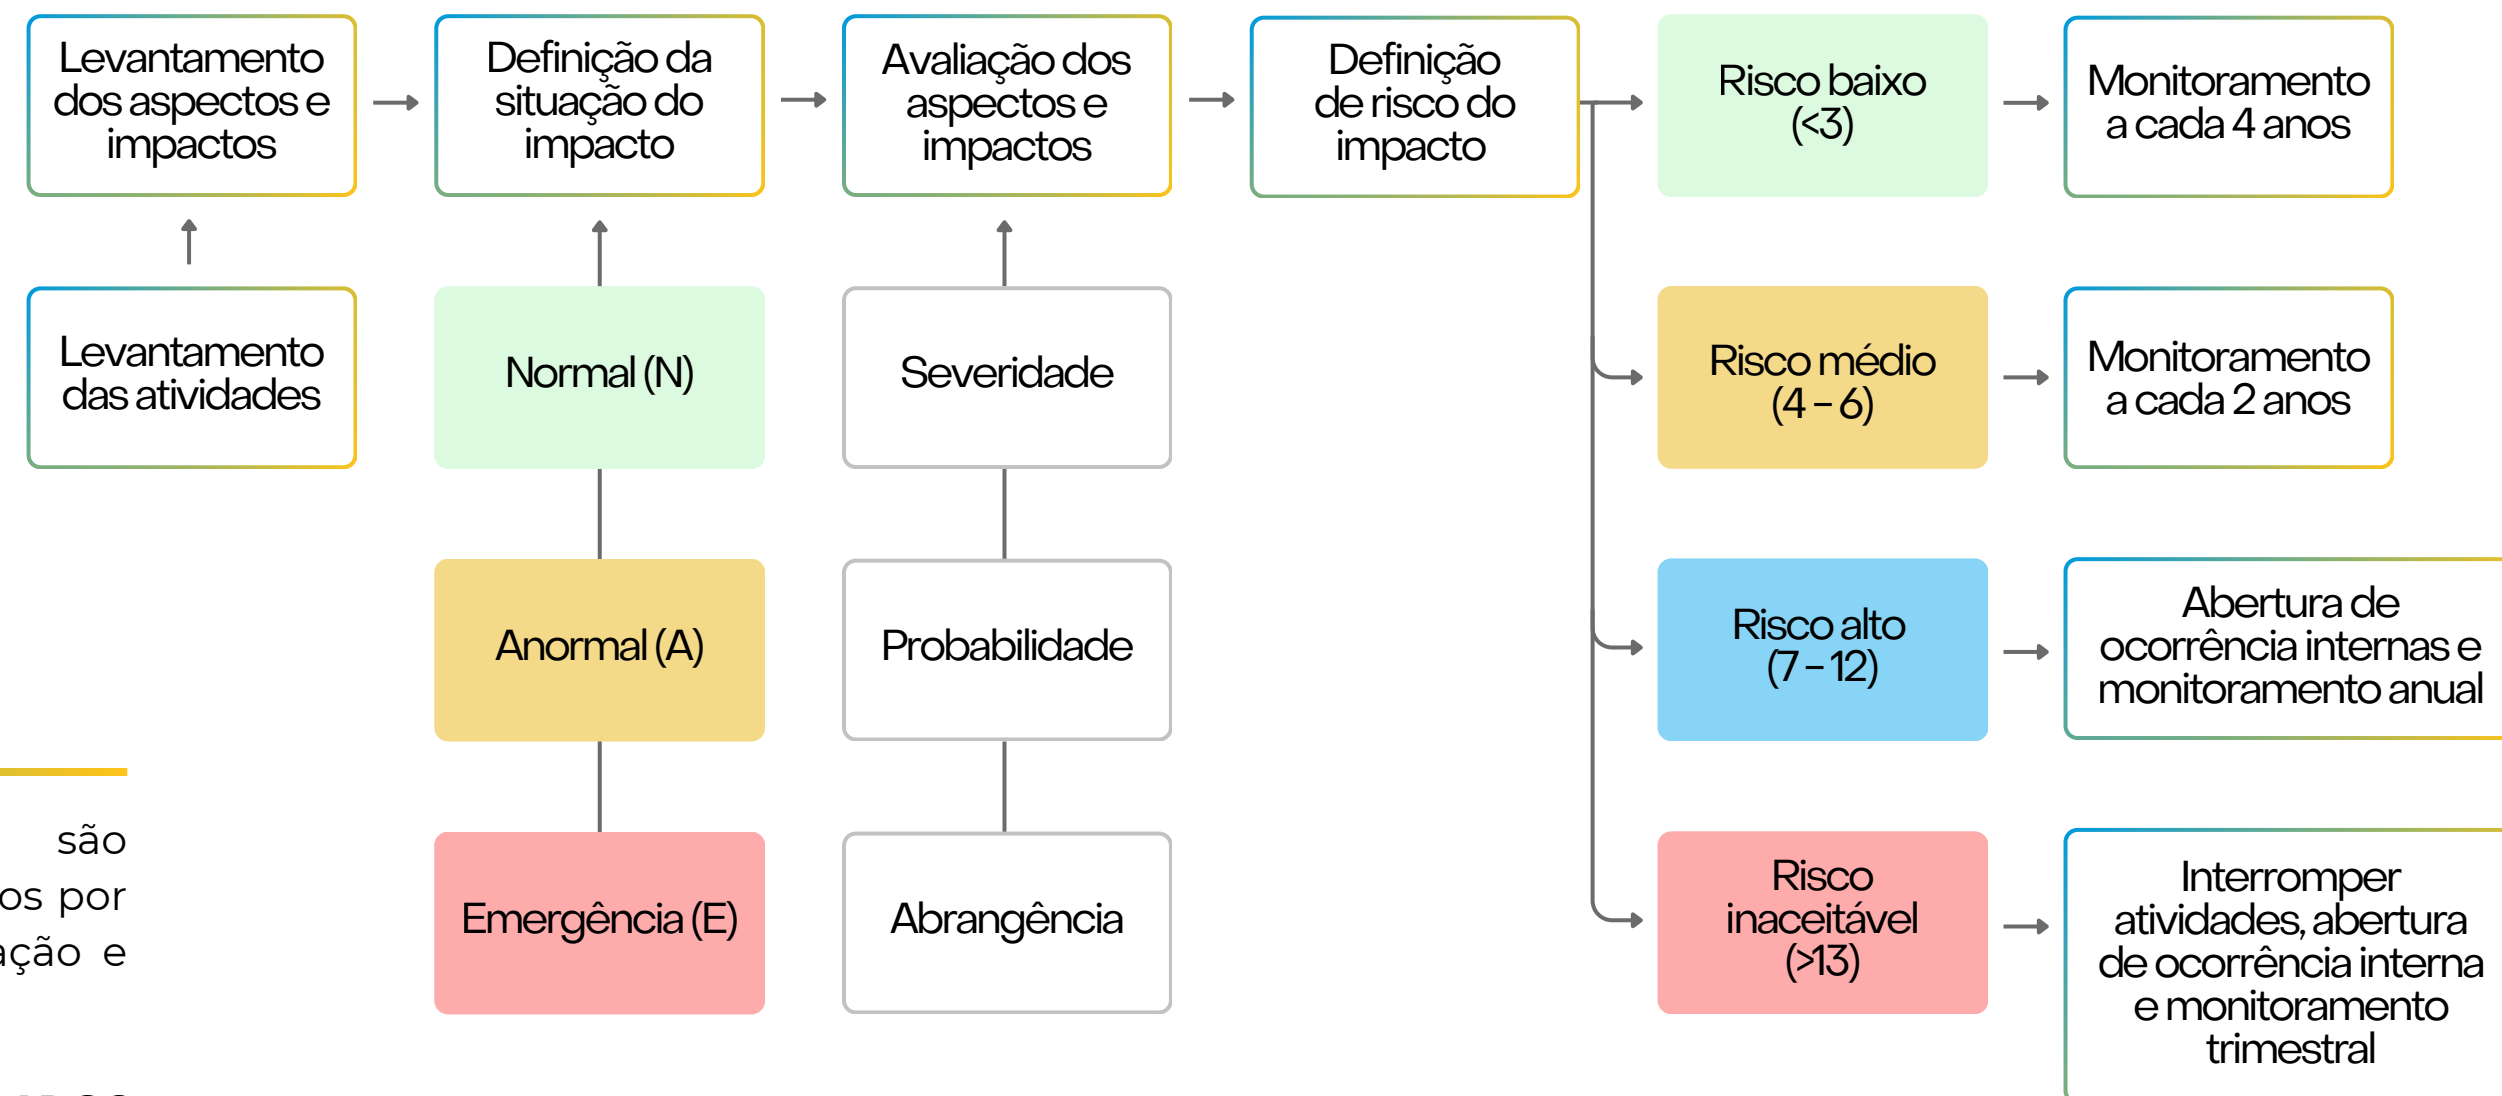 Levantamento
dos aspectos e
impactos
Definição da
situação do
impacto
Avaliação dos
aspectos e
impactos
Definição
de risco do
impacto
Risco baixo
(<3)
Monitoramento
a cada 4 anos
Levantamento
das atividades
Normal (N)
Severidade
Risco médio
(4 – 6)
Monitoramento
a cada 2 anos
Anormal (A)
Probabilidade
Risco alto
(7 – 12)
Abertura de
ocorrência internas e
monitoramento anual
Emergência (E)
Abrangência
Risco
inaceitável
(>13)
Interromper
atividades, abertura
de ocorrência interna
e monitoramento
trimestral
são
os por
ação e